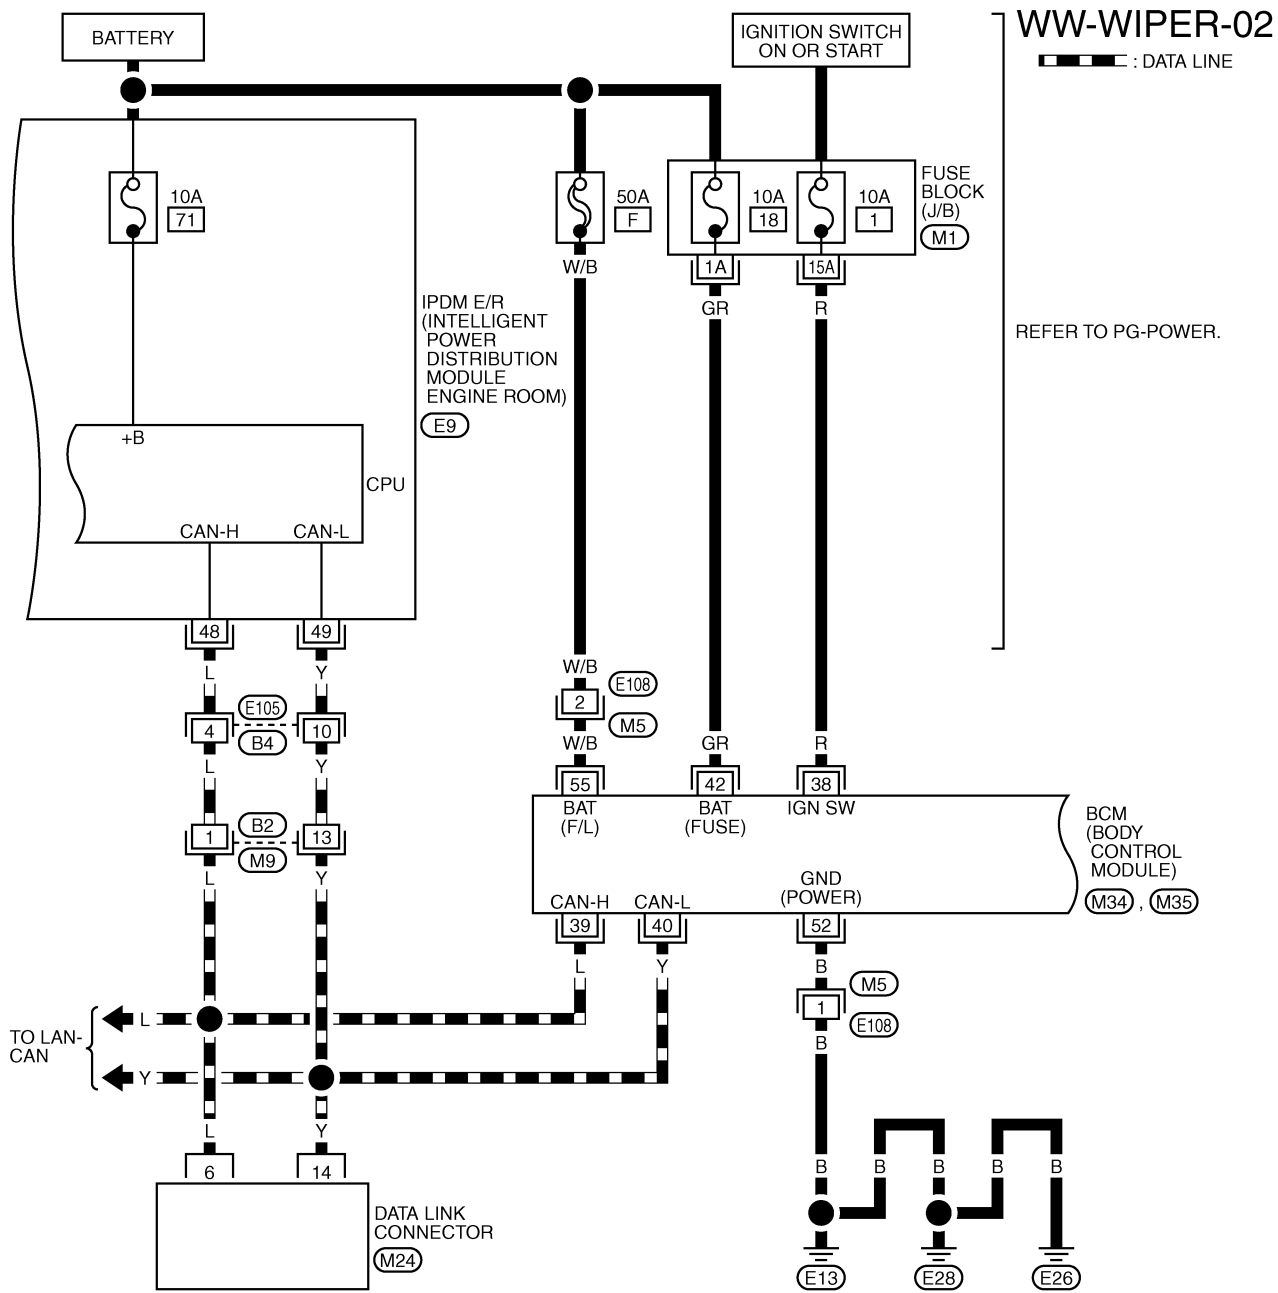 WW-WIPER-02
: DATA LINE
BATTERY
IGNITION SWITCH
ON OR START
10A
71
50A
F
10A
18
10A
1
FUSE
BLOCK
(J/B)
M1
W/B
1A
15A
GR
R
REFER TO PG-POWER.
IPDM E/R
(INTELLIGENT
POWER
DISTRIBUTION
MODULE
ENGINE ROOM)
E9
+B
CPU
CAN-H
CAN-L
48
49
L
Y
W/B
E108
2
M5
W/B
GR
R
E105
4
10
B4
L
Y
55
42
38
BAT
(F/L)
BAT
(FUSE)
IGN SW
BCM
(BODY
CONTROL
MODULE)
M34 , M35
B2
1
13
M9
L
Y
GND
(POWER)
CAN-H
CAN-L
39
40
52
L
Y
B
M5
1
E108
B
TO LAN-
CAN
L
Y
L
Y
6
14
DATA LINK
CONNECTOR
M24
B
B
B
B
B
E13
E28
E26